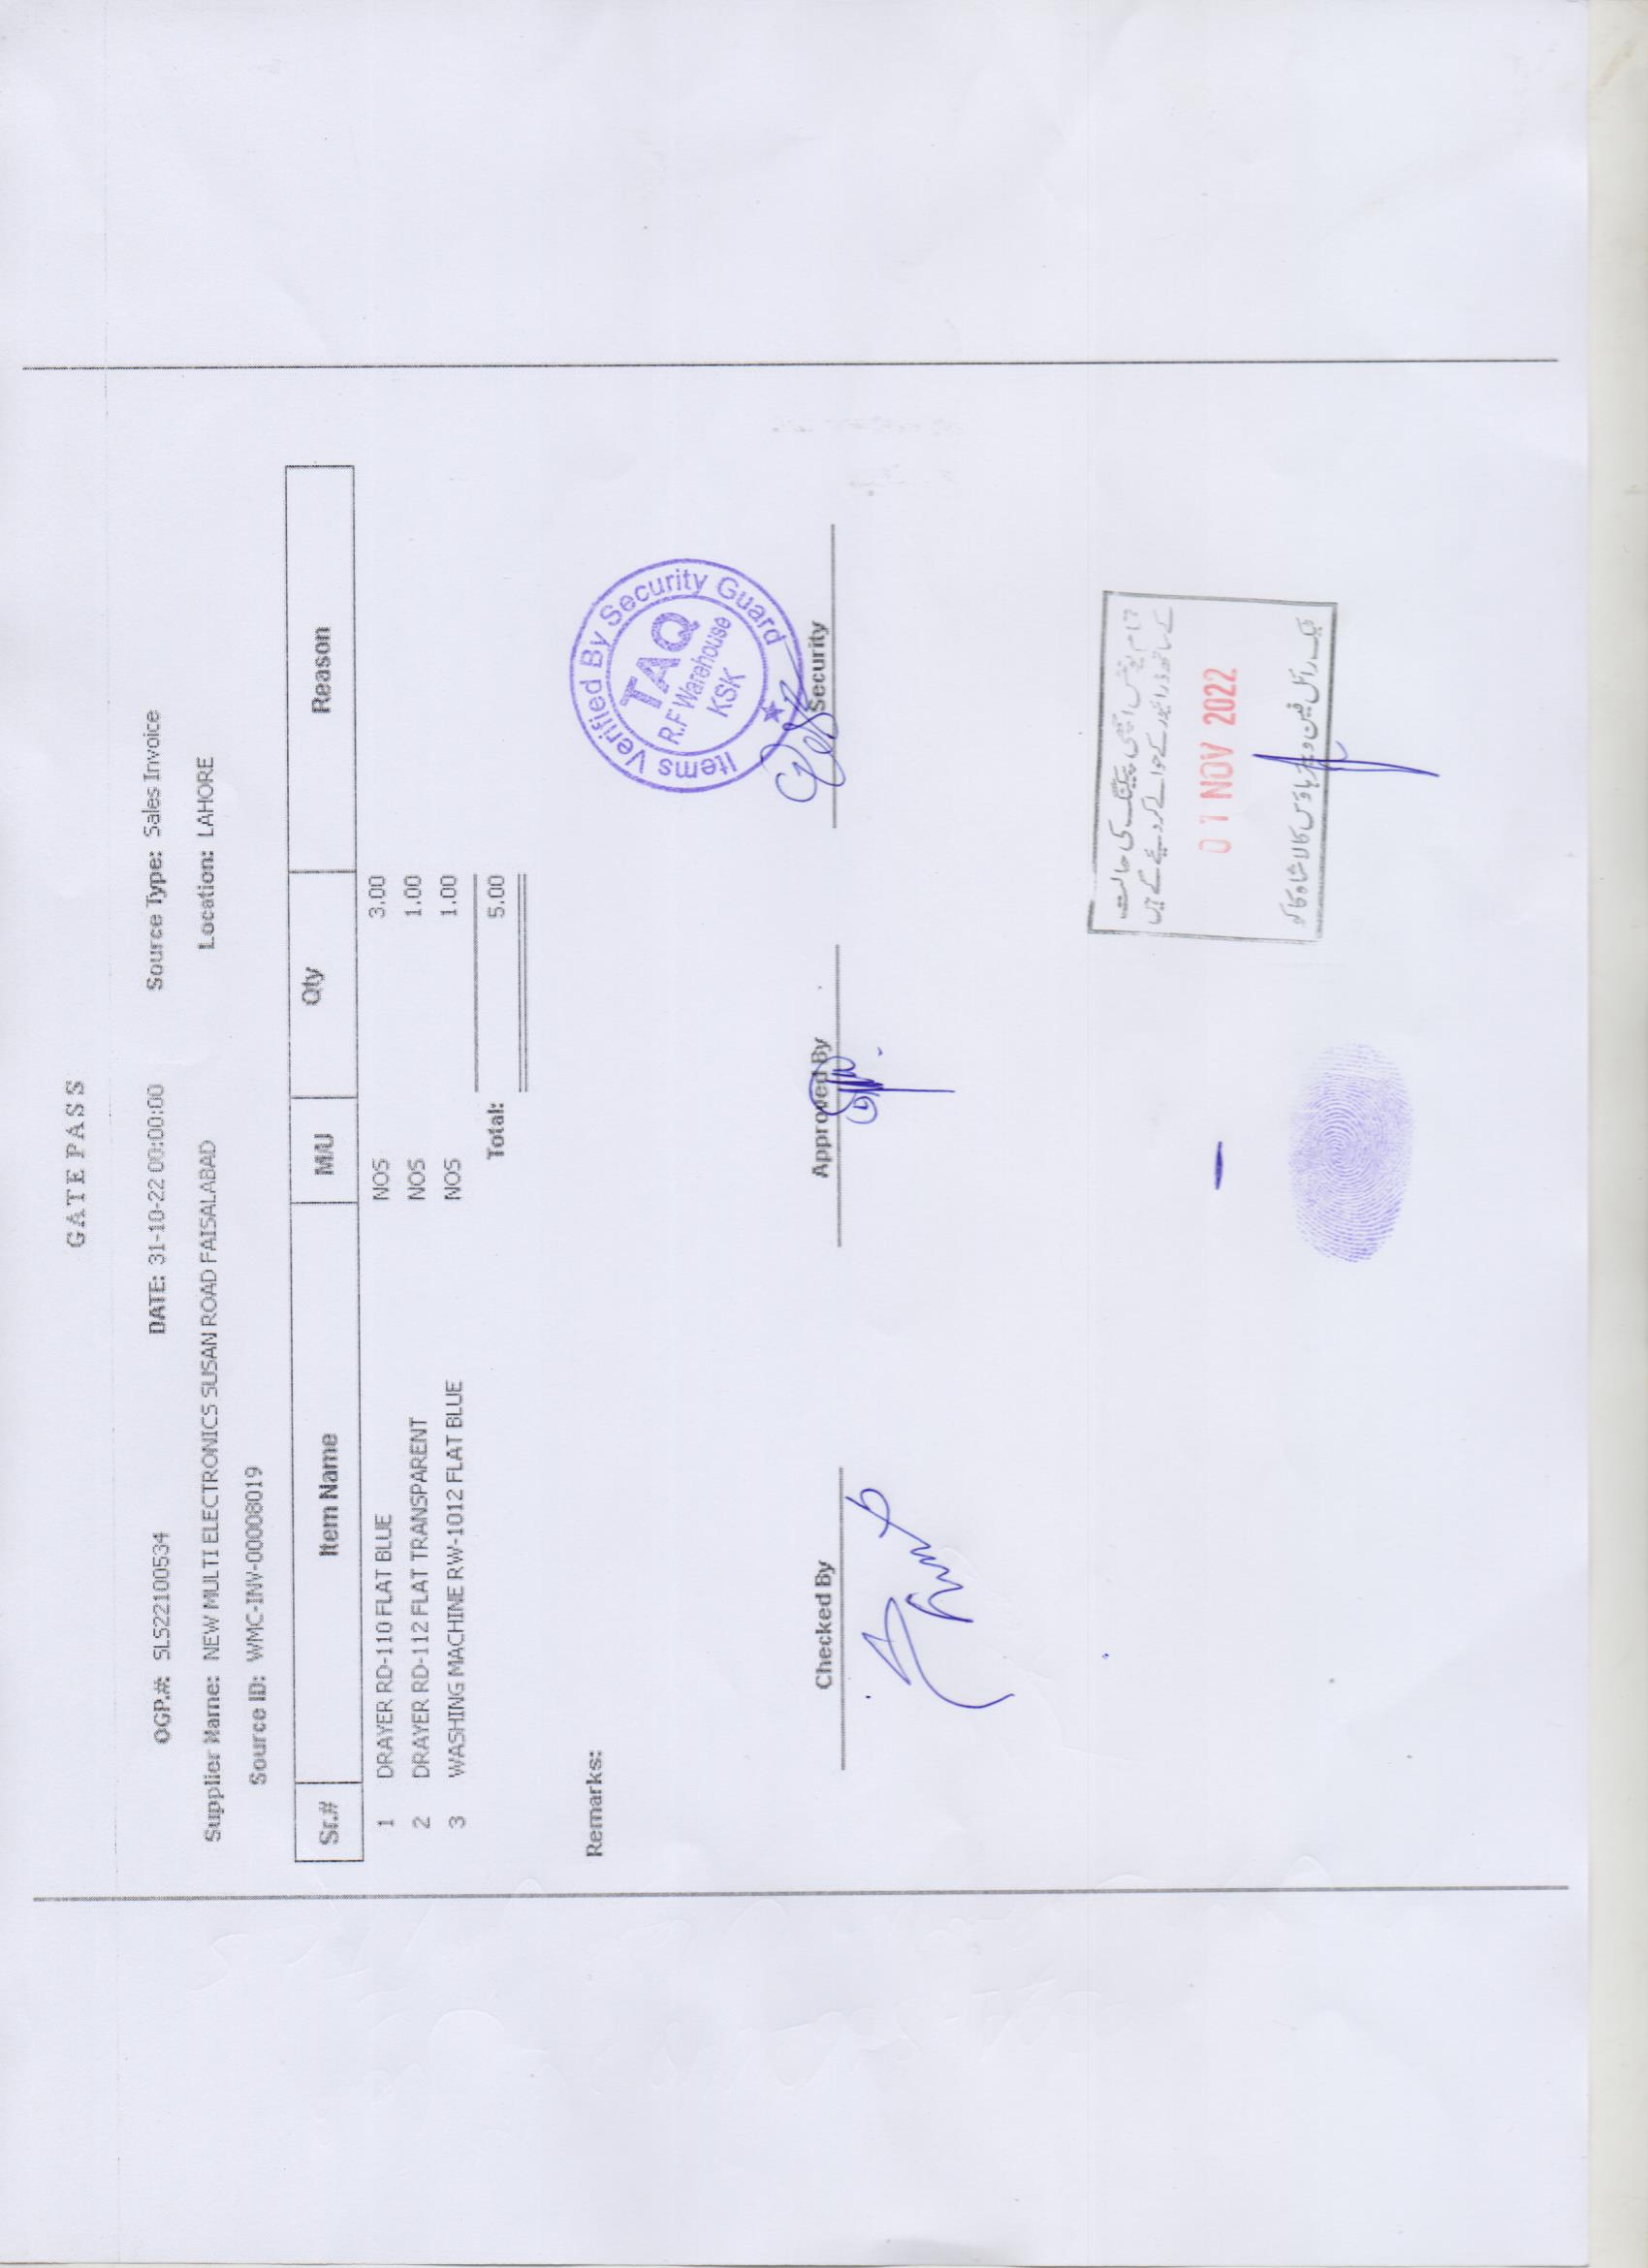 GATE PASS
OGP.#: SLS22100534 DATE: 31-10-22 00:00:00 Source Type: Sales Invoice
Supplier Name: NEW MULTI ELECTRONICS SUSAN ROAD FAISALABAD Location: LAHORE
Source ID: WMC-INV-00008019
Sr.# Item Name M/U Qty Reason
1 DRAYER RD-110 FLAT BLUE NOS 3.00
2 DRAYER RD-112 FLAT TRANSPARENT NOS 1.00
3 WASHING MACHINE RW-1012 FLAT BLUE NOS 1.00
Total: 5.00
Remarks:
Items Verified By Security Guard
TAQ
R.F Warehouse
KSK
Checked By Approved By Security
تمام یونٹس اچھی پیکنگ کی حالت
کے ساتھ ڈرائیور کے حوالے کر دیئے گئے ہیں
01 NOV 2022
ٹیک رائل فین ویئر ہاؤس کالا شاہ کاکو